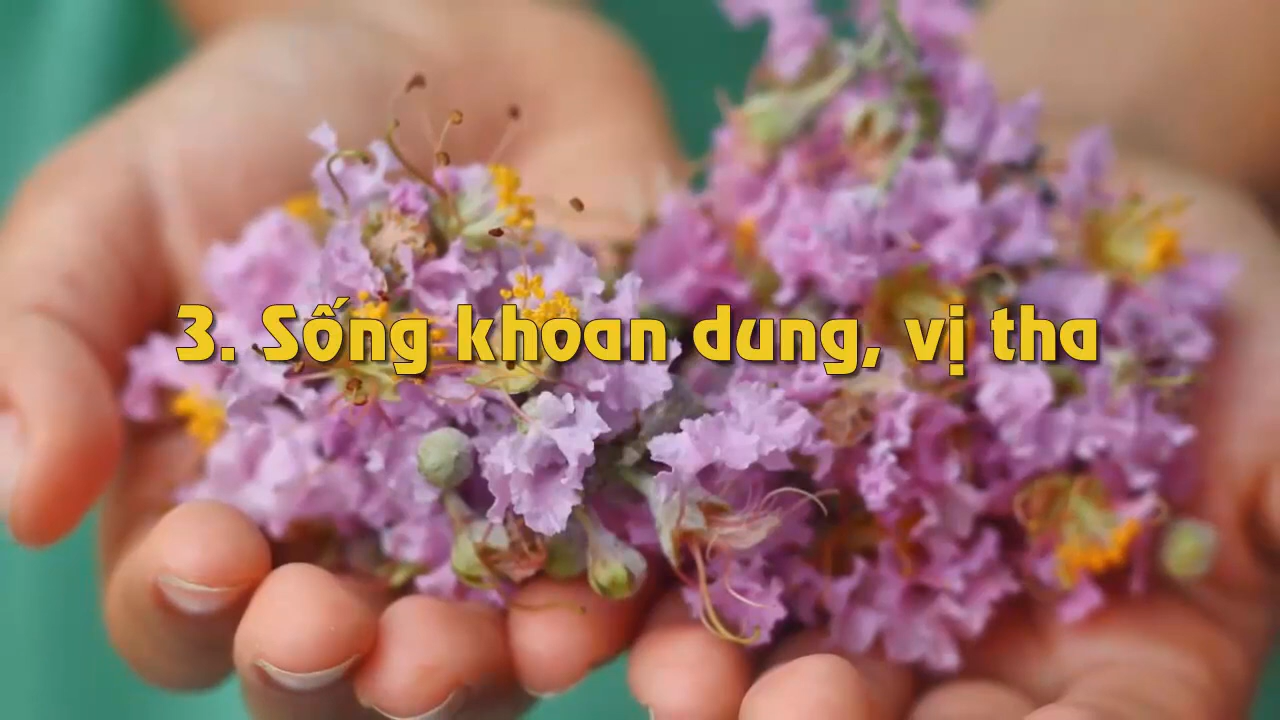 3. Sống khoan dung, vị tha